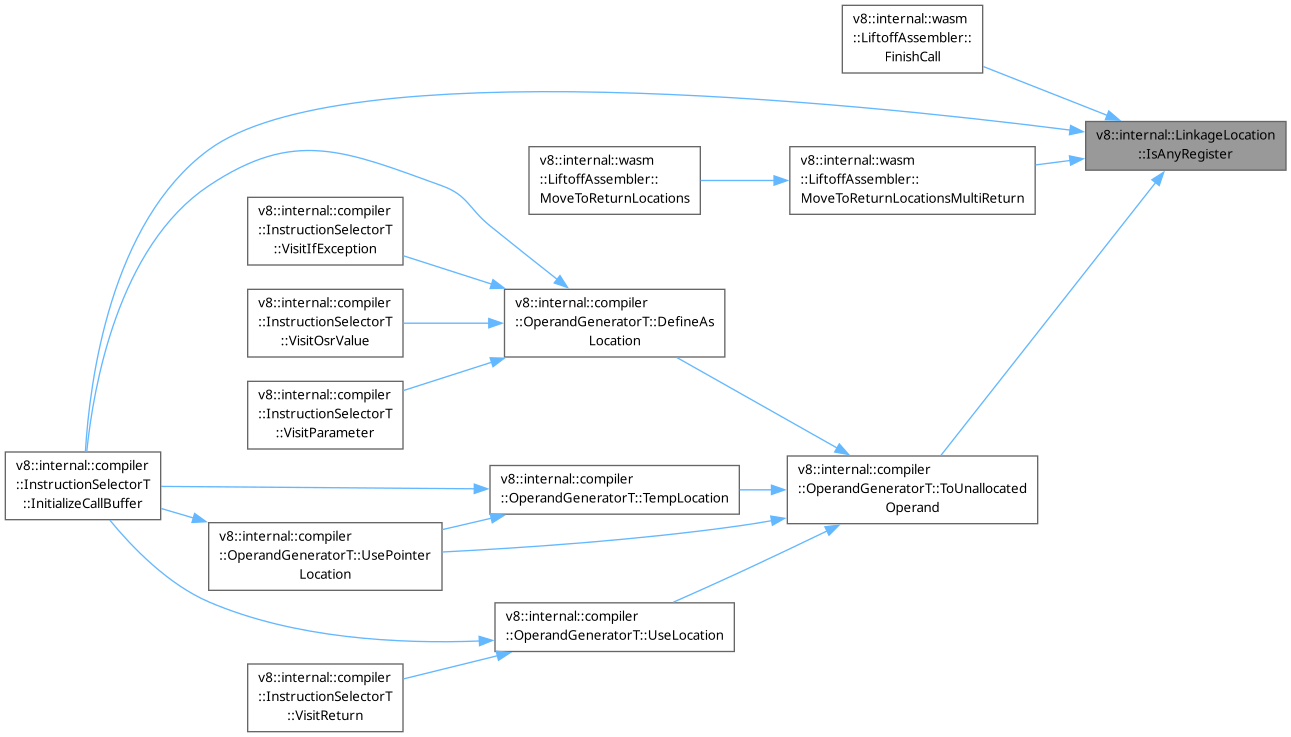 v8::internal::wasm
::LiftoffAssembler::
FinishCall
v8::internal::LinkageLocation
::IsAnyRegister
v8::internal::wasm
::LiftoffAssembler::
MoveToReturnLocations
v8::internal::wasm
::LiftoffAssembler::
MoveToReturnLocationsMultiReturn
v8::internal::compiler
::InstructionSelectorT
::VisitIfException
v8::internal::compiler
::InstructionSelectorT
::VisitOsrValue
v8::internal::compiler
::OperandGeneratorT::DefineAs
Location
v8::internal::compiler
::InstructionSelectorT
::VisitParameter
v8::internal::compiler
::InstructionSelectorT
::InitializeCallBuffer
v8::internal::compiler
::OperandGeneratorT::TempLocation
v8::internal::compiler
::OperandGeneratorT::ToUnallocated
Operand
v8::internal::compiler
::OperandGeneratorT::UsePointer
Location
v8::internal::compiler
::OperandGeneratorT::UseLocation
v8::internal::compiler
::InstructionSelectorT
::VisitReturn